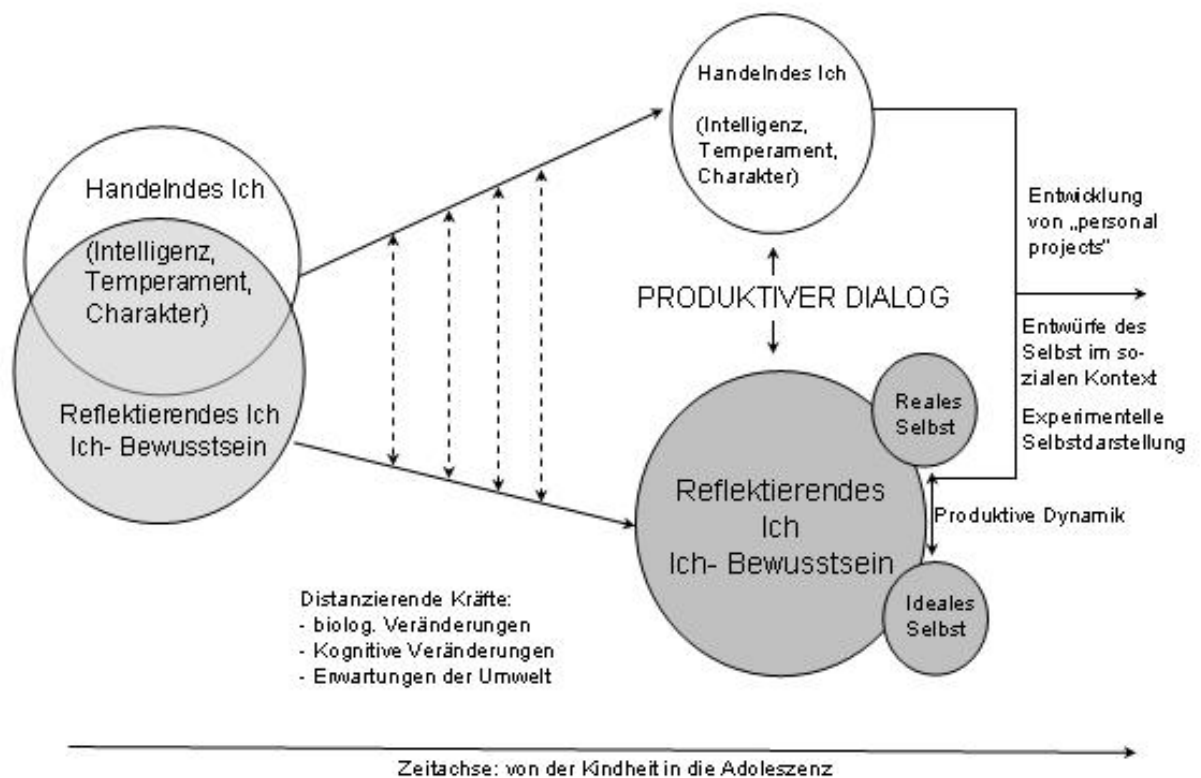 Handelndes Ich
(Intelligenz,
Temperament,
Charakter)
Reflektierendes Ich
Ich- Bewusstsein
Distanzierende Kräfte:
- biolog. Veränderungen
- Kognitive Veränderungen
- Erwartungen der Umwelt
Handelndes Ich
(Intelligenz,
Temperament,
Charakter)
PRODUKTIVER DIALOG
Reflektierendes
Ich
Ich- Bewusstsein
Reales
Selbst
Ideales
Selbst
Produktive Dynamik
Entwicklung
von „personal
projects“
Entwürfe des
Selbst im so-
zialen Kontext
Experimentelle
Selbstdarstellung
Zeitachse: von der Kindheit in die Adoleszenz